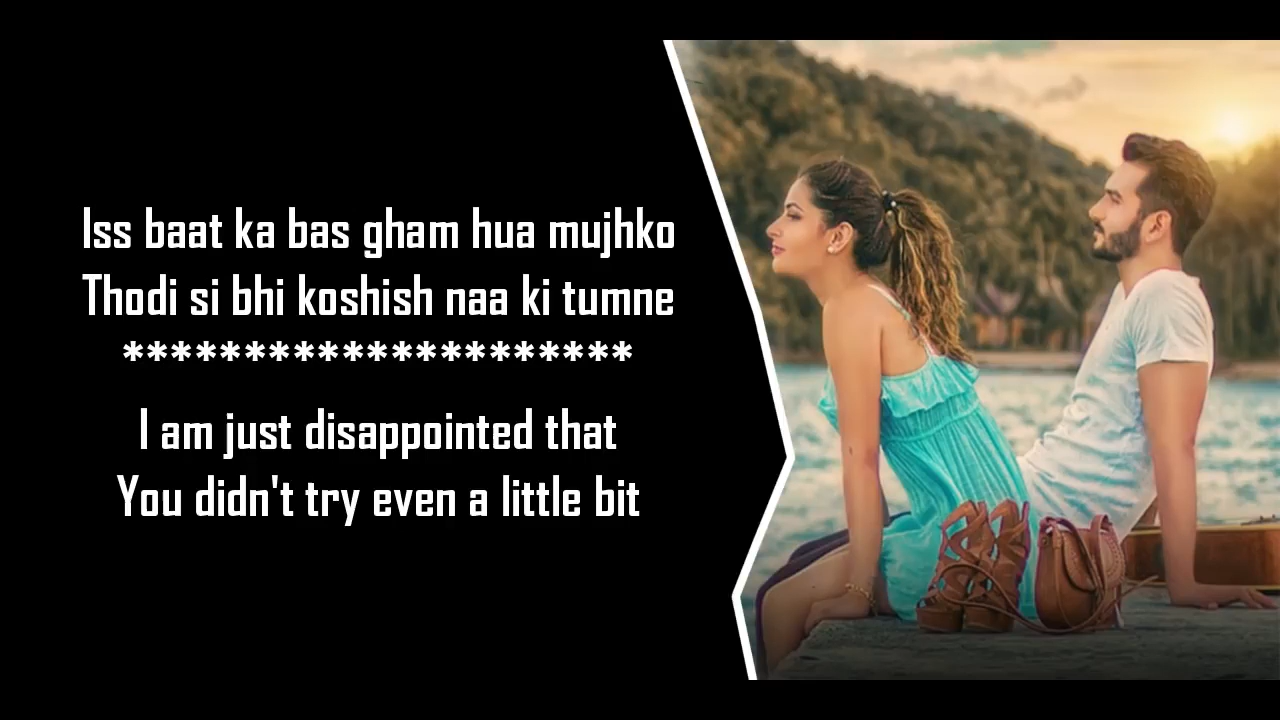 Iss baat ka bas gham hua mujhko
Thodi si bhi koshish naa ki tumne
*********************
I am just disappointed that
You didn't try even a little bit